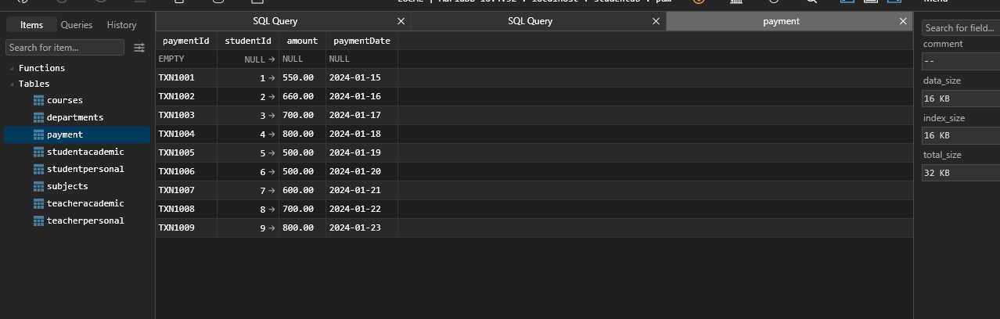 Items Queries History
Search for item...
Functions
Tables
courses
departments
payment
studentacademic
studentpersonal
subjects
teacheracademic
teacherpersonal
SQL Query SQL Query payment
paymentId studentId amount paymentDate
EMPTY NULL → NULL NULL
TXN1001 1 → 550.00 2024-01-15
TXN1002 2 → 660.00 2024-01-16
TXN1003 3 → 700.00 2024-01-17
TXN1004 4 → 800.00 2024-01-18
TXN1005 5 → 500.00 2024-01-19
TXN1006 6 → 500.00 2024-01-20
TXN1007 7 → 600.00 2024-01-21
TXN1008 8 → 700.00 2024-01-22
TXN1009 9 → 800.00 2024-01-23
Menu
Search for field...
comment
--
data_size
16 KB
index_size
16 KB
total_size
32 KB